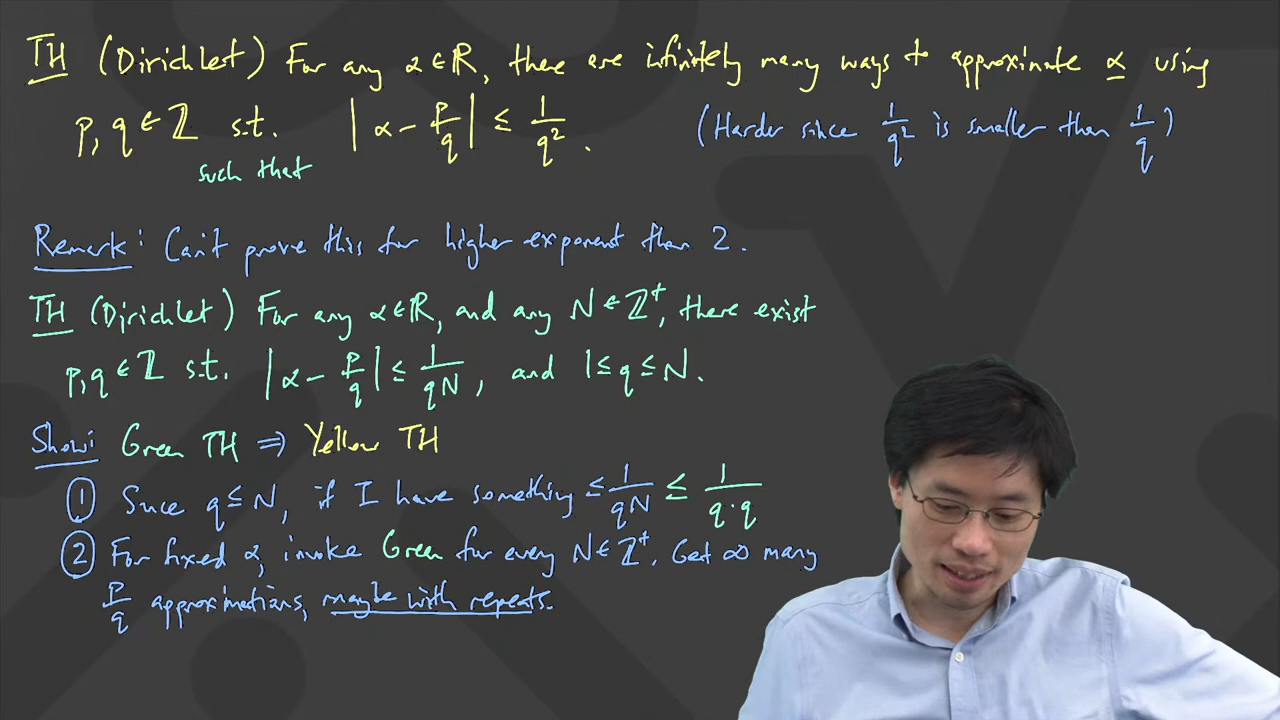 TH (Dirichlet) For any α∈ℝ, there are infinitely many ways to approximate α using
p, q ∈ ℤ s.t. |α - p/q| ≤ 1/q². (Harder since 1/q² is smaller than 1/q)
such that
Remark: Can't prove this for higher exponent than 2.
TH (Dirichlet) For any α∈ℝ, and any N∈ℤ⁺, there exist
p,q ∈ ℤ s.t. |α - p/q| ≤ 1/qN, and 1≤q≤N.
Show: Green TH ⇒ Yellow TH
① Since q≤N, if I have something ≤ 1/qN ≤ 1/q·q
② For fixed α, invoke Green for every N∈ℤ⁺. Get ∞ many
p/q approximations, maybe with repeats.